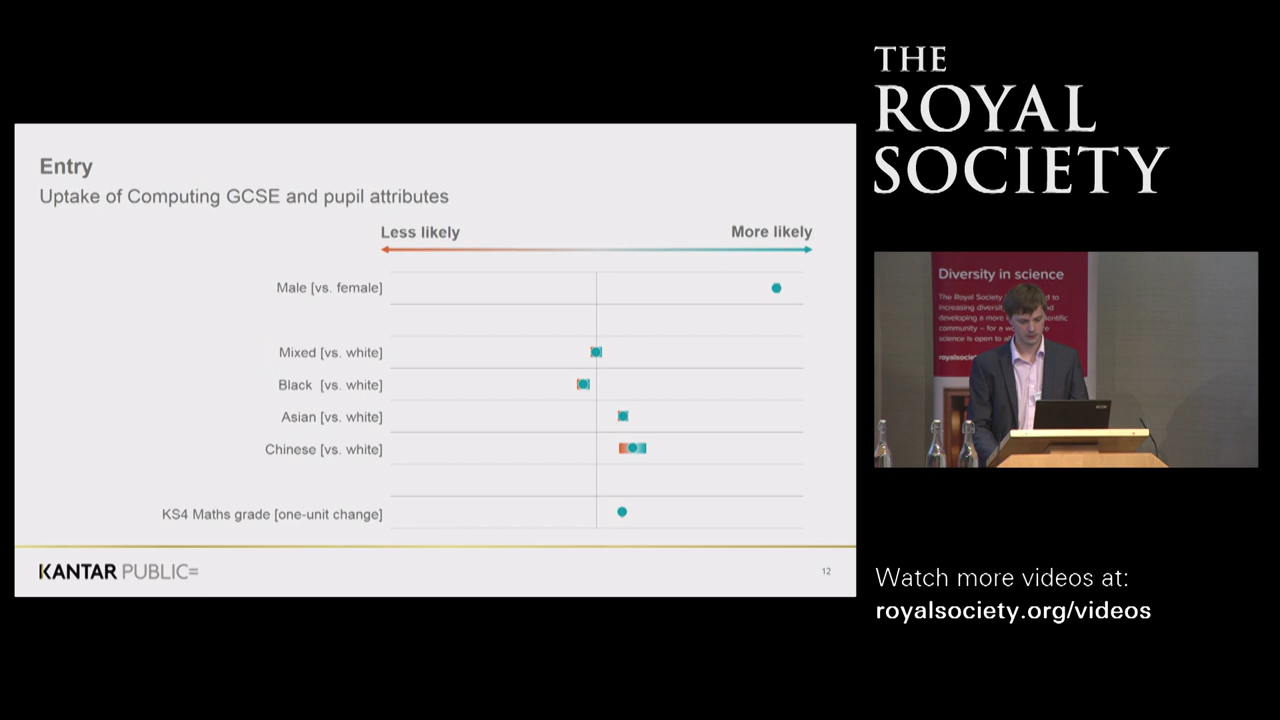 Entry
Uptake of Computing GCSE and pupil attributes
Less likely
More likely
Male [vs. female]
Mixed [vs. white]
Black [vs. white]
Asian [vs. white]
Chinese [vs. white]
KS4 Maths grade [one-unit change]
KANTAR PUBLIC=
12
THE
ROYAL
SOCIETY
Diversity in science
The Royal Society
to
increasing
developing a more
community – for a
science is open to
Watch more videos at:
royalsociety.org/videos